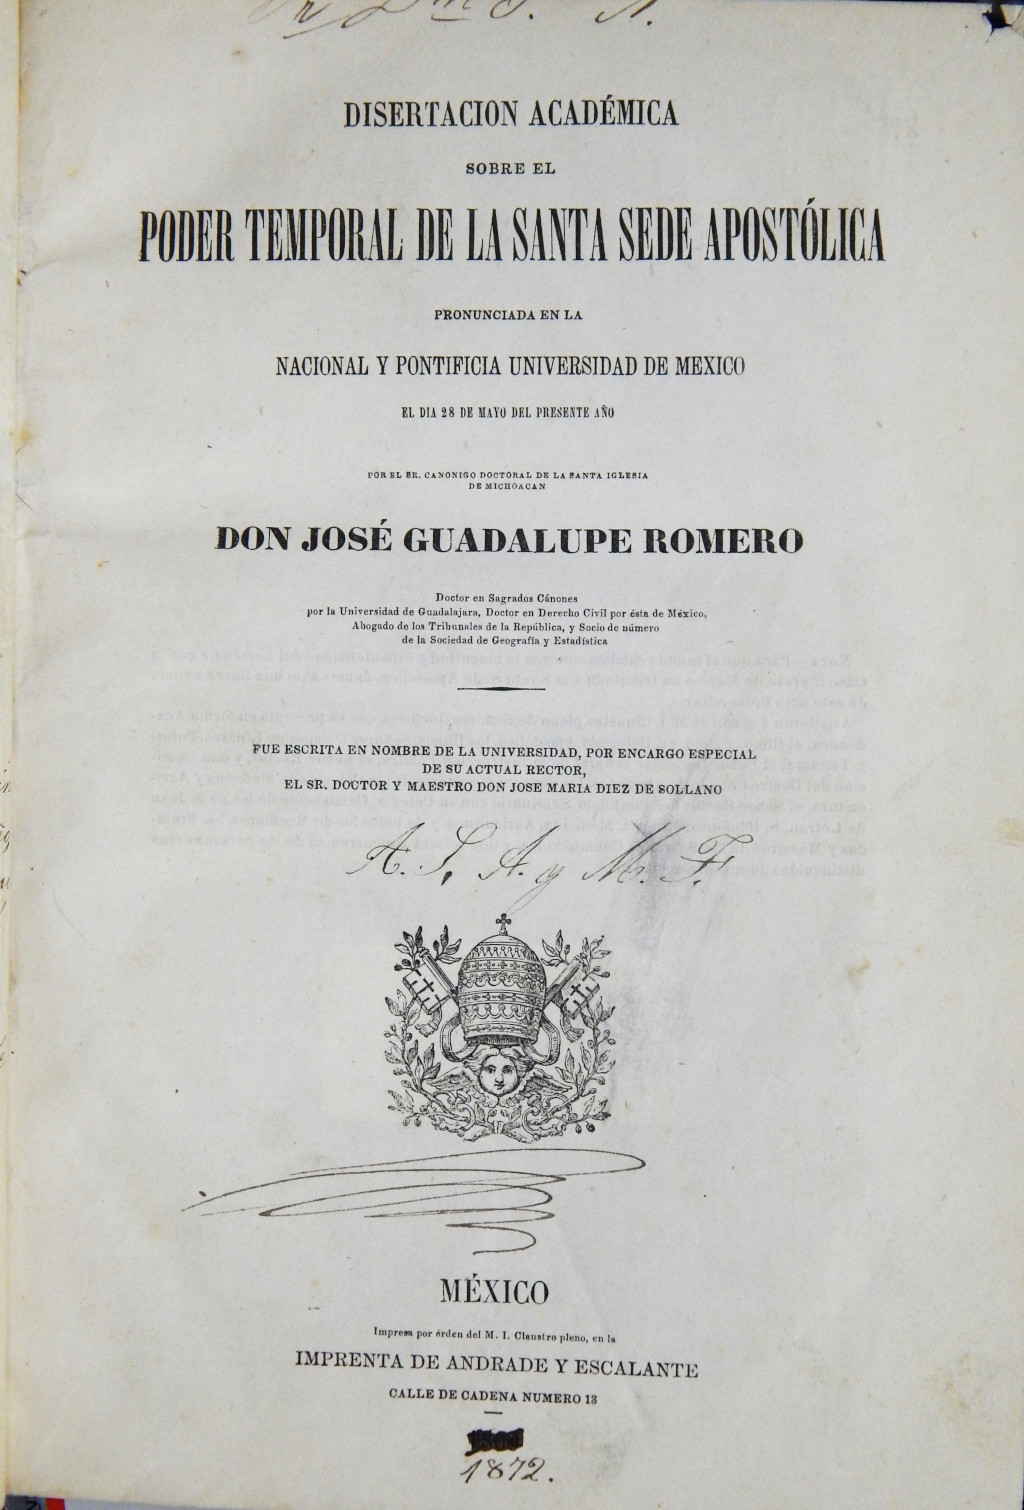 DISERTACION ACADÉMICA
SOBRE EL
PODER TEMPORAL DE LA SANTA SEDE APOSTÓLICA
PRONUNCIADA EN LA
NACIONAL Y PONTIFICIA UNIVERSIDAD DE MEXICO
EL DIA 28 DE MAYO DEL PRESENTE AÑO
POR EL SR. CANONIGO DOCTORAL DE LA SANTA IGLESIA
DE MICHOACAN
DON JOSÉ GUADALUPE ROMERO
Doctor en Sagrados Cánones
por la Universidad de Guadalajara, Doctor en Derecho Civil por ésta de México,
Abogado de los Tribunales de la República, y Socio de número
de la Sociedad de Geografía y Estadística
FUE ESCRITA EN NOMBRE DE LA UNIVERSIDAD, POR ENCARGO ESPECIAL
DE SU ACTUAL RECTOR,
EL SR. DOCTOR Y MAESTRO DON JOSE MARIA DIEZ DE SOLLANO
A. S. A. y M. F.
MÉXICO
Impresa por órden del M. I. Claustro pleno, en la
IMPRENTA DE ANDRADE Y ESCALANTE
CALLE DE CADENA NUMERO 13
1872.